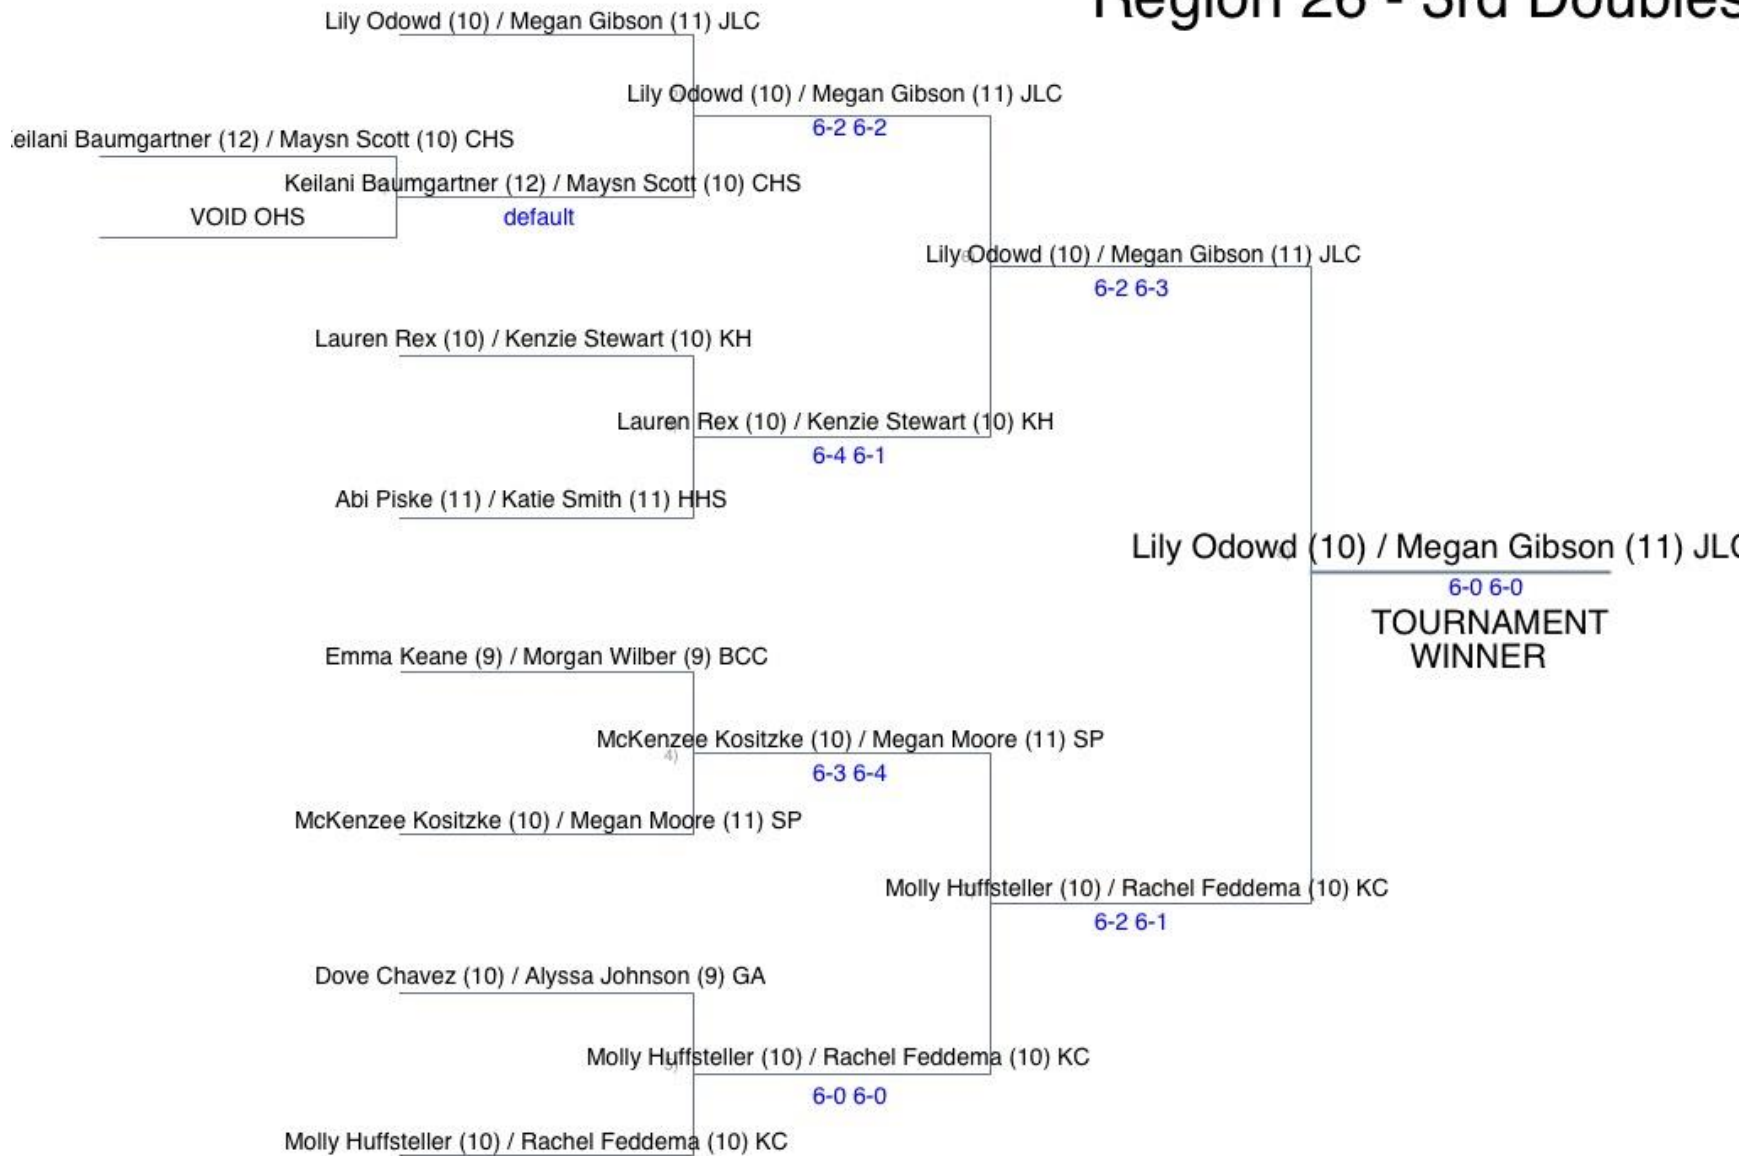 Region 26 - 3rd Doubles
Lily Odowd (10) / Megan Gibson (11) JLC
Lily Odowd (10) / Megan Gibson (11) JLC
6-2 6-2
eilani Baumgartner (12) / Maysn Scott (10) CHS
Keilani Baumgartner (12) / Maysn Scott (10) CHS
VOID OHS
default
Lily Odowd (10) / Megan Gibson (11) JLC
6-2 6-3
Lauren Rex (10) / Kenzie Stewart (10) KH
Lauren Rex (10) / Kenzie Stewart (10) KH
6-4 6-1
Abi Piske (11) / Katie Smith (11) HHS
Lily Odowd (10) / Megan Gibson (11) JLC
6-0 6-0
TOURNAMENT
WINNER
Emma Keane (9) / Morgan Wilber (9) BCC
McKenzee Kositzke (10) / Megan Moore (11) SP
4)
6-3 6-4
McKenzee Kositzke (10) / Megan Moore (11) SP
Molly Huffsteller (10) / Rachel Feddema (10) KC
6-2 6-1
Dove Chavez (10) / Alyssa Johnson (9) GA
Molly Huffsteller (10) / Rachel Feddema (10) KC
6-0 6-0
Molly Huffsteller (10) / Rachel Feddema (10) KC